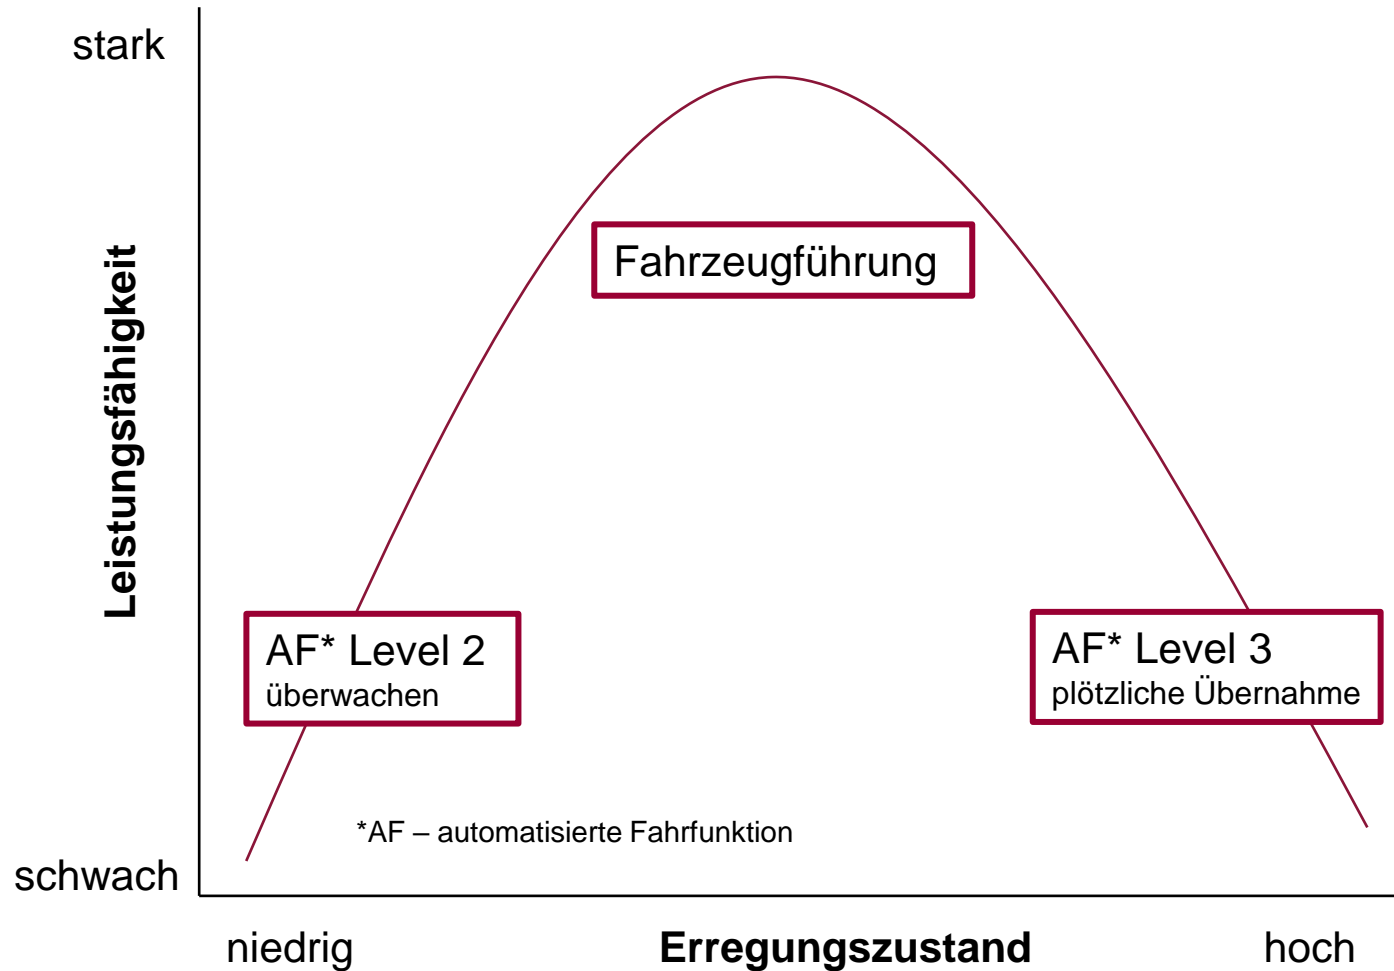 stark
Leistungsfähigkeit
Fahrzeugführung
AF* Level 2
überwachen
AF* Level 3
plötzliche Übernahme
*AF – automatisierte Fahrfunktion
schwach
niedrig
Erregungszustand
hoch